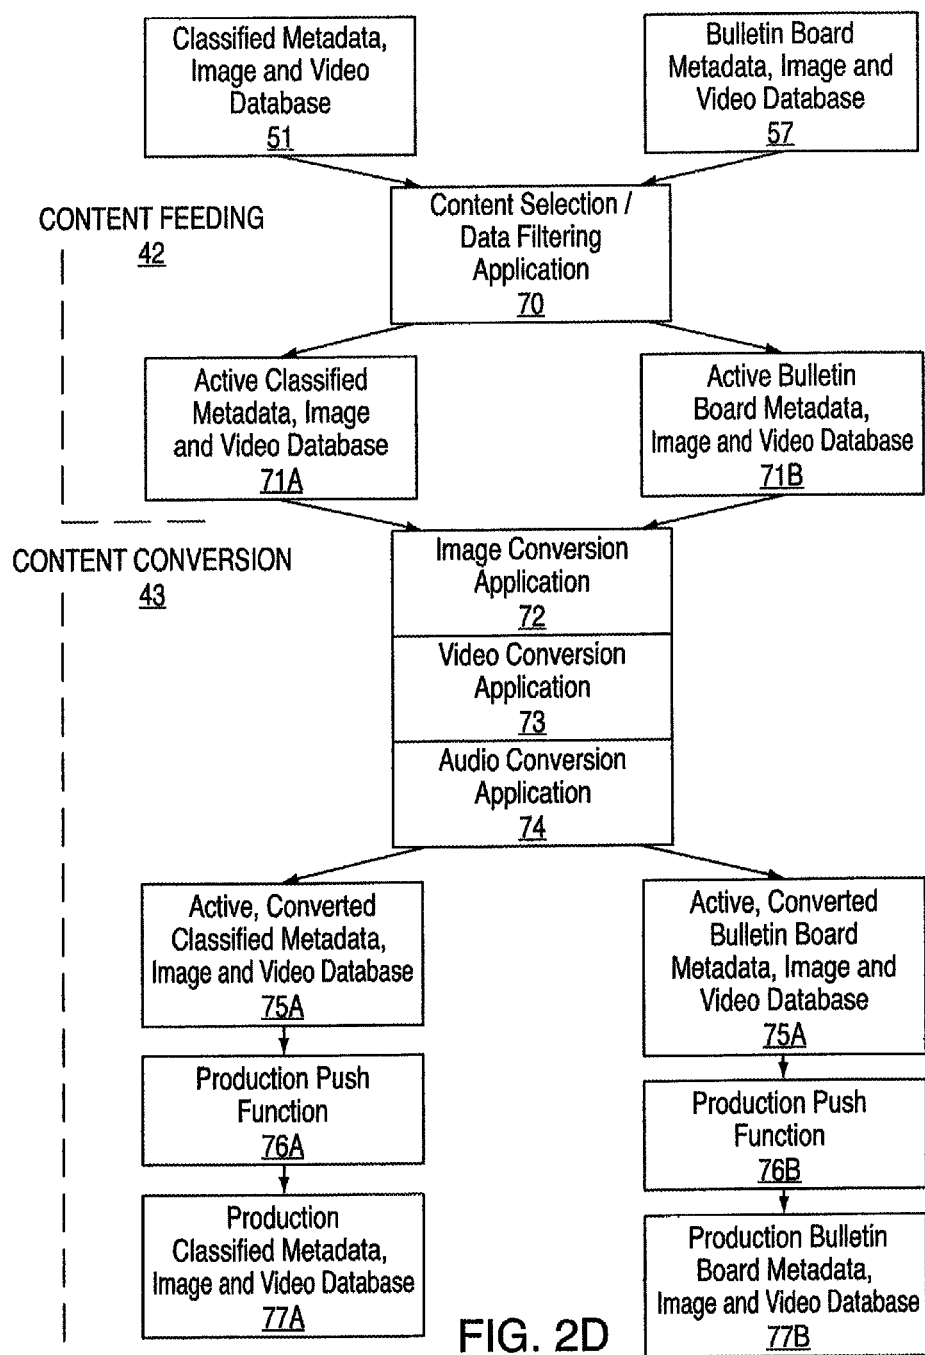 Classified Metadata,
Image and Video
Database
51
Bulletin Board
Metadata, Image and
Video Database
57
CONTENT FEEDING
42
Content Selection /
Data Filtering
Application
70
Active Classified
Metadata, Image
and Video Database
71A
Active Bulletin
Board Metadata,
Image and Video Database
71B
CONTENT CONVERSION
43
Image Conversion
Application
72
Video Conversion
Application
73
Audio Conversion
Application
74
Active, Converted
Classified Metadata,
Image and Video Database
75A
Active, Converted
Bulletin Board
Metadata, Image and
Video Database
75A
Production Push
Function
76A
Production Push
Function
76B
Production
Classified Metadata,
Image and Video Database
77A
Production Bulletin
Board Metadata,
Image and Video Database
77B
FIG. 2D